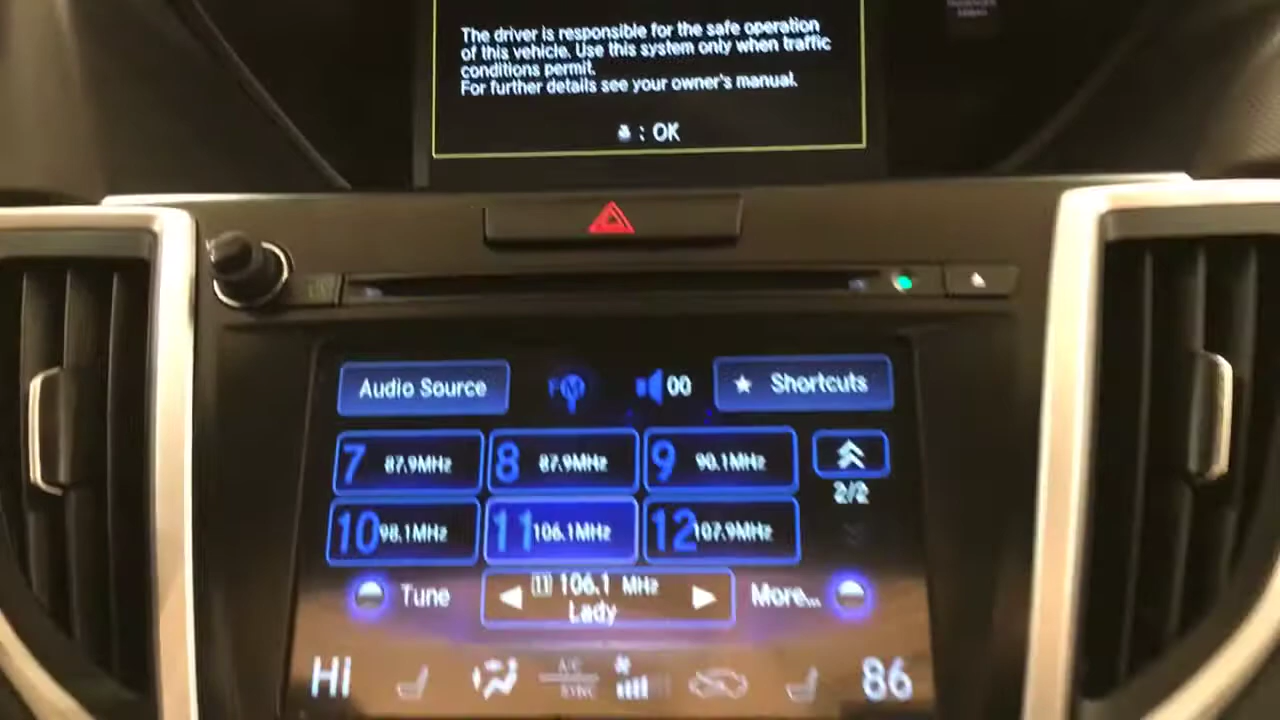 The driver is responsible for the safe operation
of this vehicle. Use this system only when traffic
conditions permit.
For further details see your owner's manual.
: OK
Audio Source
FM
00
Shortcuts
7 87.9MHz
8 87.9MHz
9 90.1MHz
2/2
10 98.1MHz
11 106.1MHz
12 107.9MHz
Tune
11 106.1 MHz
Lady
More...
HI
A/C
SYNC
86